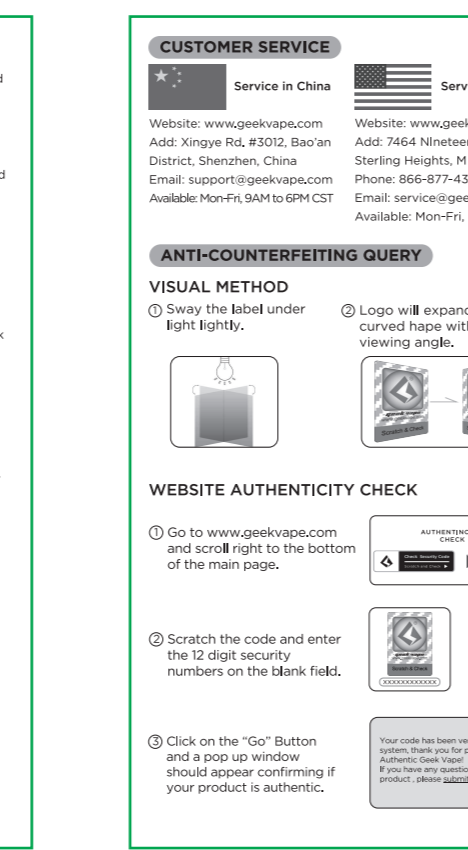 CUSTOMER SERVICE
Service in China
Website: www.geekvape.com
Add: Xingye Rd. #3012, Bao'an
District, Shenzhen, China
Email: support@geekvape.com
Available: Mon-Fri, 9AM to 6PM CST
Website: www.geek
Add: 7464 NIneteen
Sterling Heights, M
Phone: 866-877-43
Email: service@gee
Available: Mon-Fri,
ANTI-COUNTERFEITING QUERY
VISUAL METHOD
① Sway the label under
light lightly.
② Logo will expand
curved hape with
viewing angle.
Scratch & Check
WEBSITE AUTHENTICITY CHECK
① Go to www.geekvape.com
and scroll right to the bottom
of the main page.
CHECK
Check Security Code
Scratch and Check
② Scratch the code and enter
the 12 digit security
numbers on the blank field.
Scratch & Check
(XXXXXXXXXXXX)
③ Click on the “Go” Button
and a pop up window
should appear confirming if
your product is authentic.
Your code has been ve
system, thank you for p
Authentic Geek Vape!
If you have any questio
product , please submit